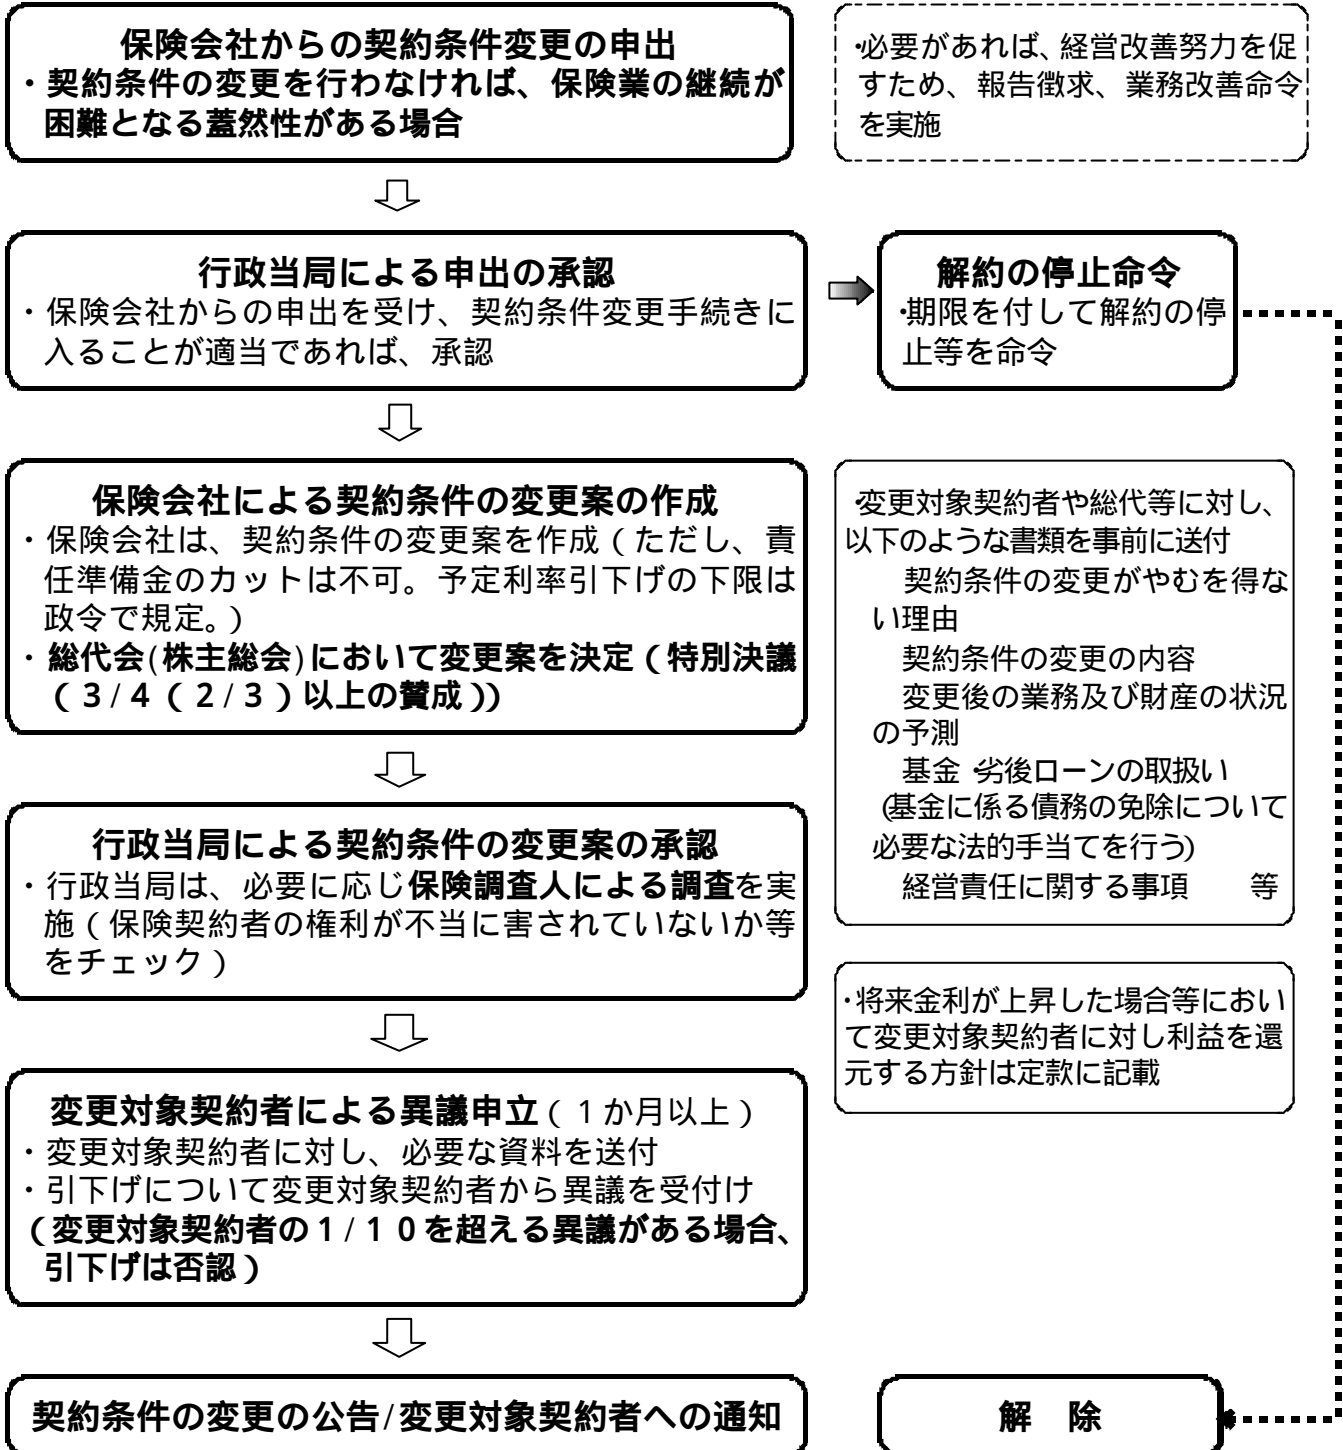 保険会社からの契約条件変更の申出
・契約条件の変更を行わなければ、保険業の継続が
困難となる蓋然性がある場合
・必要があれば、経営改善努力を促
すため、報告徴求、業務改善命令
を実施
行政当局による申出の承認
・保険会社からの申出を受け、契約条件変更手続きに
入ることが適当であれば、承認
解約の停止命令
・期限を付して解約の停
止等を命令
保険会社による契約条件の変更案の作成
・保険会社は、契約条件の変更案を作成（ただし、責
任準備金のカットは不可。予定利率引下げの下限は
政令で規定。）
・総代会(株主総会)において変更案を決定（特別決議
（３/４（２/３）以上の賛成））
・変更対象契約者や総代等に対し、
以下のような書類を事前に送付
契約条件の変更がやむを得な
い理由
契約条件の変更の内容
変更後の業務及び財産の状況
の予測
基金・劣後ローンの取扱い
(基金に係る債務の免除について
必要な法的手当てを行う)
経営責任に関する事項　　等
行政当局による契約条件の変更案の承認
・行政当局は、必要に応じ保険調査人による調査を実
施（保険契約者の権利が不当に害されていないか等
をチェック）
・将来金利が上昇した場合等におい
て変更対象契約者に対し利益を還
元する方針は定款に記載
変更対象契約者による異議申立（１か月以上）
・変更対象契約者に対し、必要な資料を送付
・引下げについて変更対象契約者から異議を受付け
（変更対象契約者の１/１０を超える異議がある場合、
引下げは否認）
契約条件の変更の公告/変更対象契約者への通知
解　除